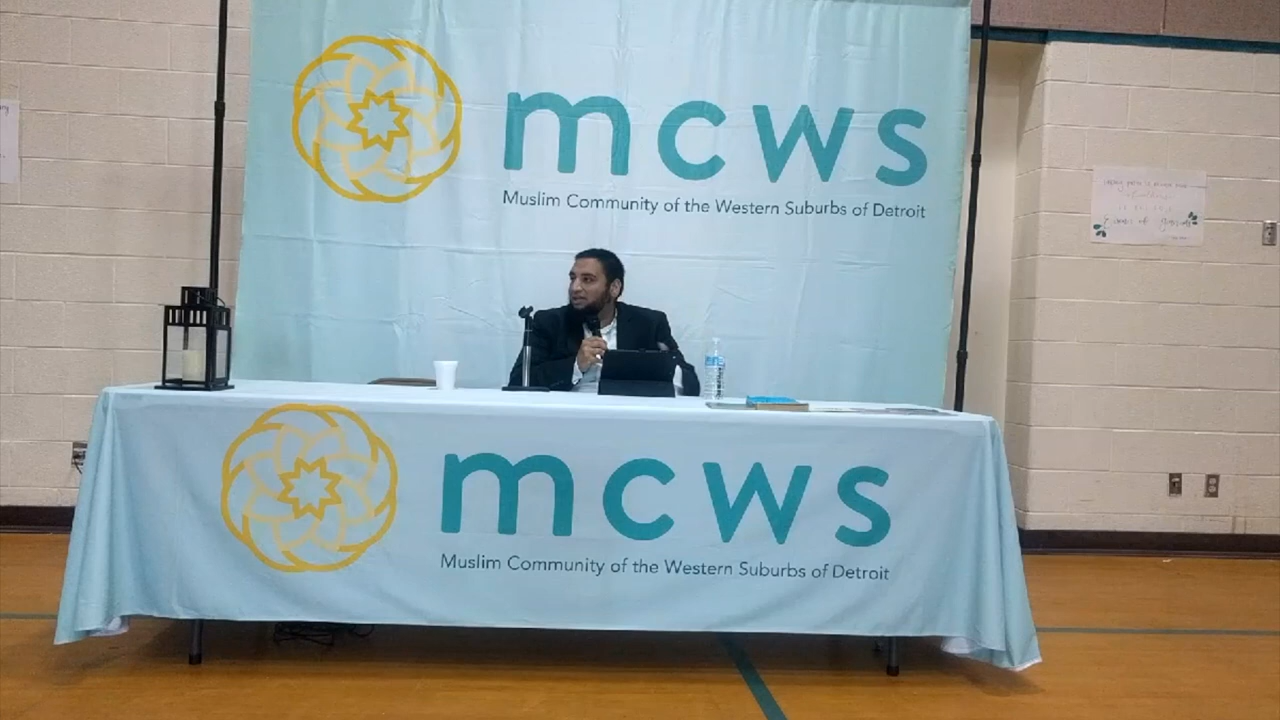 mcws
Muslim Community of the Western Suburbs of Detroit
mcws
Muslim Community of the Western Suburbs of Detroit